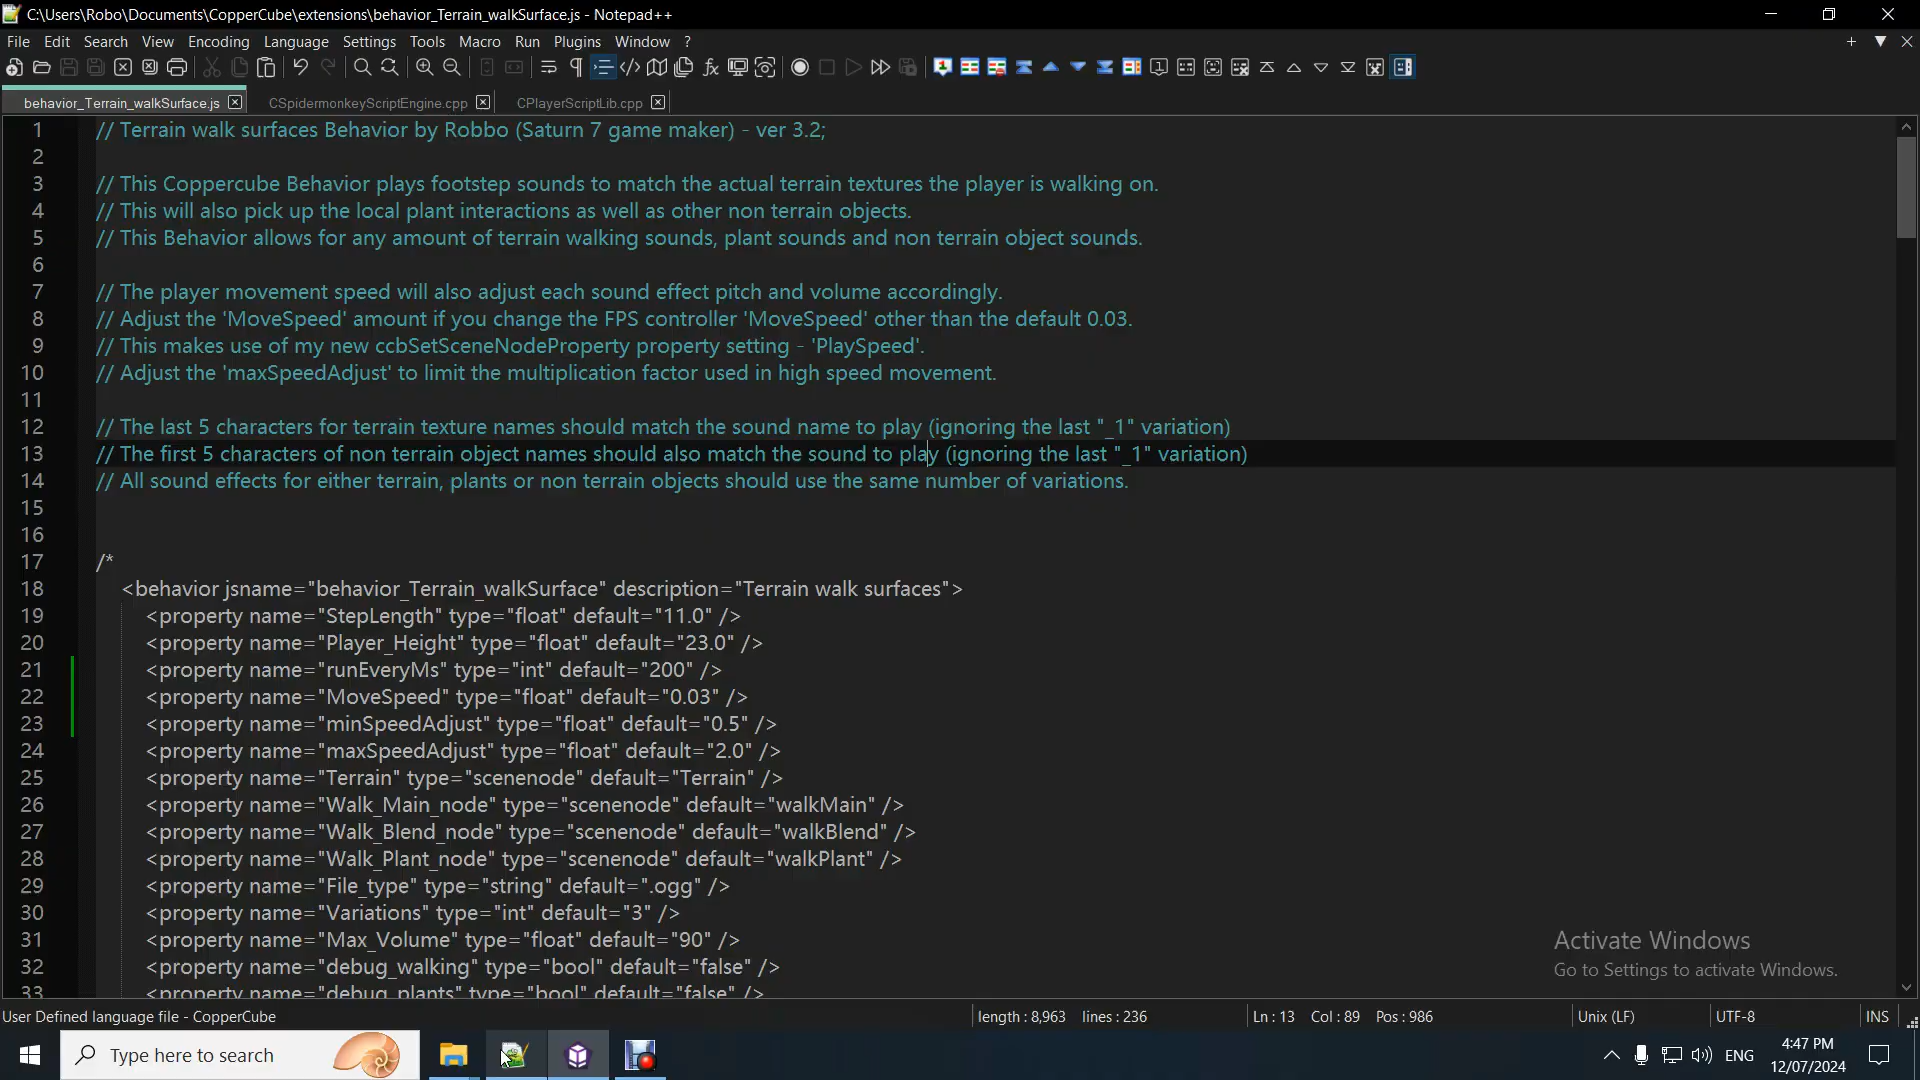 C:\Users\Robo\Documents\CopperCube\extensions\behavior_Terrain_walkSurface.js - Notepad++
File Edit Search View Encoding Language Settings Tools Macro Run Plugins Window ?
behavior_Terrain_walkSurface.js CSpidermonkeyScriptEngine.cpp CPlayerScriptLib.cpp
1 // Terrain walk surfaces Behavior by Robbo (Saturn 7 game maker) - ver 3.2;
2
3 // This Coppercube Behavior plays footstep sounds to match the actual terrain textures the player is walking on.
4 // This will also pick up the local plant interactions as well as other non terrain objects.
5 // This Behavior allows for any amount of terrain walking sounds, plant sounds and non terrain object sounds.
6
7 // The player movement speed will also adjust each sound effect pitch and volume accordingly.
8 // Adjust the 'MoveSpeed' amount if you change the FPS controller 'MoveSpeed' other than the default 0.03.
9 // This makes use of my new ccbSetSceneNodeProperty property setting - 'PlaySpeed'.
10 // Adjust the 'maxSpeedAdjust' to limit the multiplication factor used in high speed movement.
11
12 // The last 5 characters for terrain texture names should match the sound name to play (ignoring the last "_1" variation)
13 // The first 5 characters of non terrain object names should also match the sound to play (ignoring the last "_1" variation)
14 // All sound effects for either terrain, plants or non terrain objects should use the same number of variations.
15
16
17 /*
18 <behavior jsname="behavior_Terrain_walkSurface" description="Terrain walk surfaces">
19 <property name="StepLength" type="float" default="11.0" />
20 <property name="Player_Height" type="float" default="23.0" />
21 <property name="runEveryMs" type="int" default="200" />
22 <property name="MoveSpeed" type="float" default="0.03" />
23 <property name="minSpeedAdjust" type="float" default="0.5" />
24 <property name="maxSpeedAdjust" type="float" default="2.0" />
25 <property name="Terrain" type="scenenode" default="Terrain" />
26 <property name="Walk_Main_node" type="scenenode" default="walkMain" />
27 <property name="Walk_Blend_node" type="scenenode" default="walkBlend" />
28 <property name="Walk_Plant_node" type="scenenode" default="walkPlant" />
29 <property name="File_type" type="string" default=".ogg" />
30 <property name="Variations" type="int" default="3" />
31 <property name="Max_Volume" type="float" default="90" />
32 <property name="debug_walking" type="bool" default="false" />
33 <property name="debug_plants" type="bool" default="false" />
Activate Windows
Go to Settings to activate Windows.
User Defined language file - CopperCube length : 8,963 lines : 236 Ln : 13 Col : 89 Pos : 986 Unix (LF) UTF-8 INS
Type here to search ENG 4:47 PM
12/07/2024